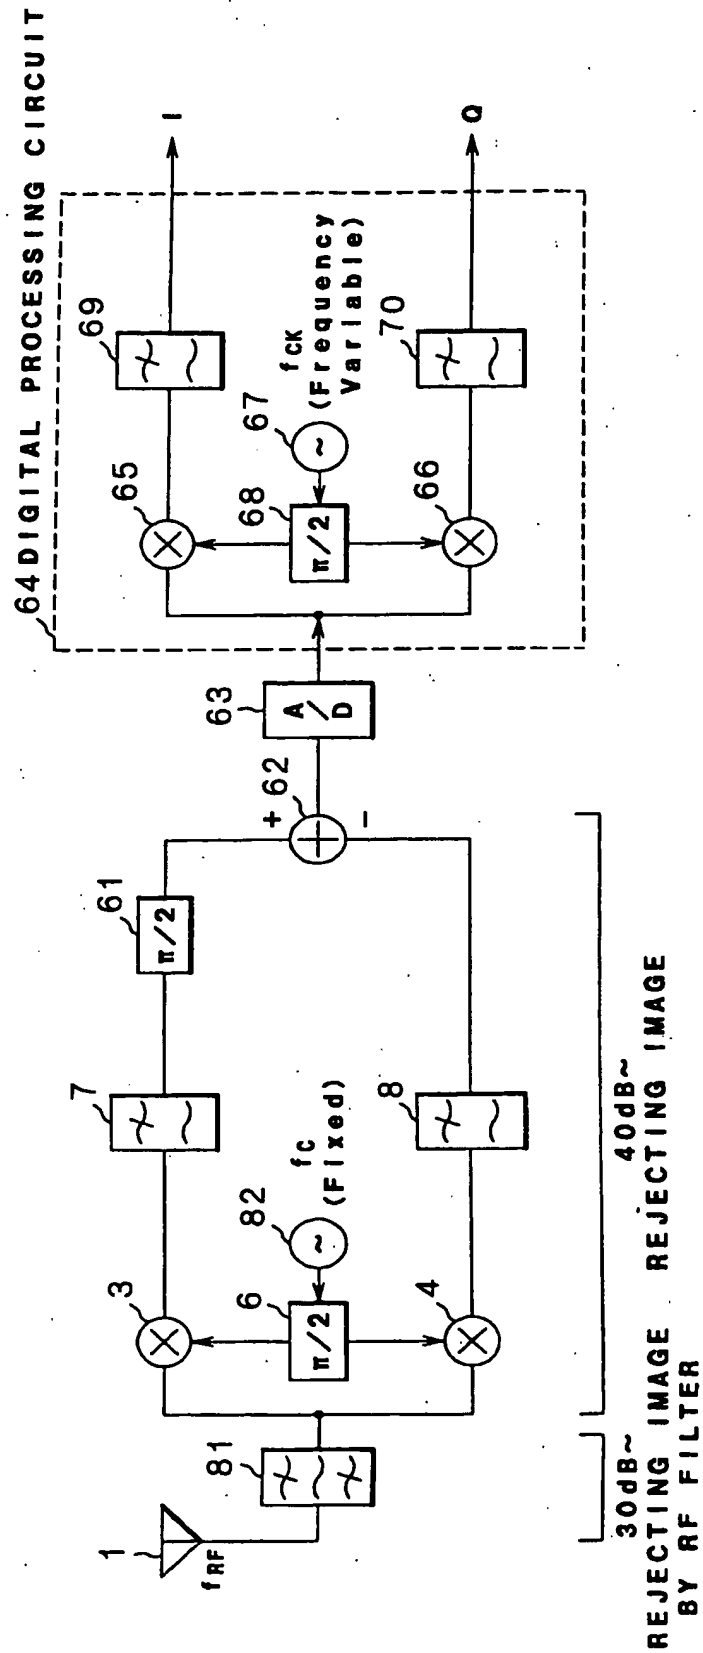 64 DIGITAL PROCESSING CIRCUIT
1
fRF
81
3
6
π/2
82
~
fC
(Fixed)
4
7
8
61
π/2
+
62
-
63
A/D
65
68
π/2
67
~
fCK
(Frequency
Variable)
66
69
70
I
Q
30dB~
REJECTING IMAGE
BY RF FILTER
40dB~
REJECTING IMAGE